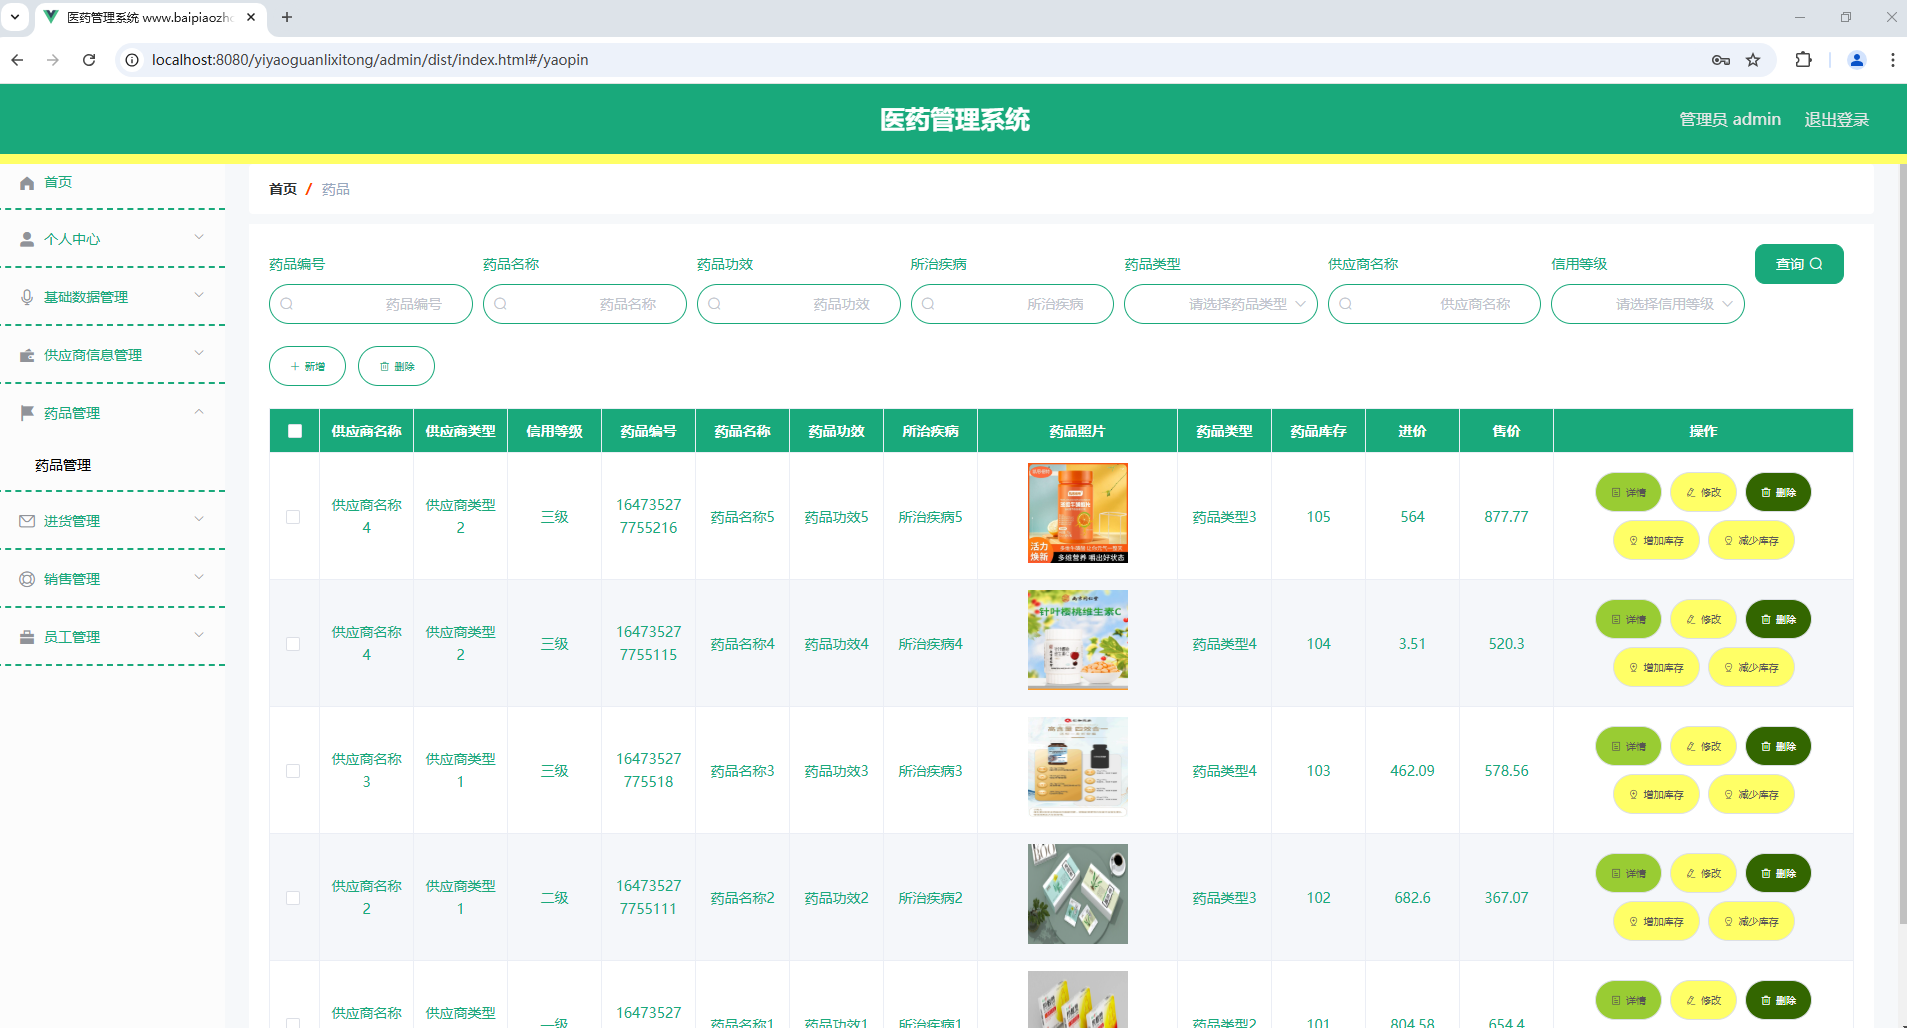 医药管理系统 www.baipiaozho
localhost:8080/yiyaoguanlixitong/admin/dist/index.html#/yaopin
医药管理系统
管理员 admin
退出登录
首页
个人中心
基础数据管理
供应商信息管理
药品管理
药品管理
进货管理
销售管理
员工管理
首页 / 药品
药品编号 药品名称 药品功效 所治疾病 药品类型 供应商名称 信用等级
查询
药品编号 药品名称 药品功效 所治疾病 请选择药品类型 供应商名称 请选择信用等级
新增 删除
供应商名称 供应商类型 信用等级 药品编号 药品名称 药品功效 所治疾病 药品照片 药品类型 药品库存 进价 售价 操作
供应商名称4 供应商类型2 三级 164735277755216 药品名称5 药品功效5 所治疾病5 药品类型3 105 564 877.77
活力焕新
多维营养 嚼出好状态
详情 修改 删除
增加库存 减少库存
供应商名称4 供应商类型2 三级 164735277755115 药品名称4 药品功效4 所治疾病4 药品类型4 104 3.51 520.3
针叶樱桃维生素C
详情 修改 删除
增加库存 减少库存
供应商名称3 供应商类型1 三级 16473527775518 药品名称3 药品功效3 所治疾病3 药品类型4 103 462.09 578.56
详情 修改 删除
增加库存 减少库存
供应商名称2 供应商类型1 二级 164735277755111 药品名称2 药品功效2 所治疾病2 药品类型3 102 682.6 367.07
详情 修改 删除
增加库存 减少库存
供应商名称 供应商类型 一级 16473527 药品名称1 药品功效1 所治疾病1 药品类型2 101 804.58 654.4
详情 修改 删除